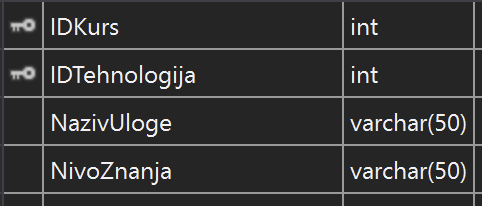 IDKurs int
IDTehnologija int
NazivUloge varchar(50)
NivoZnanja varchar(50)